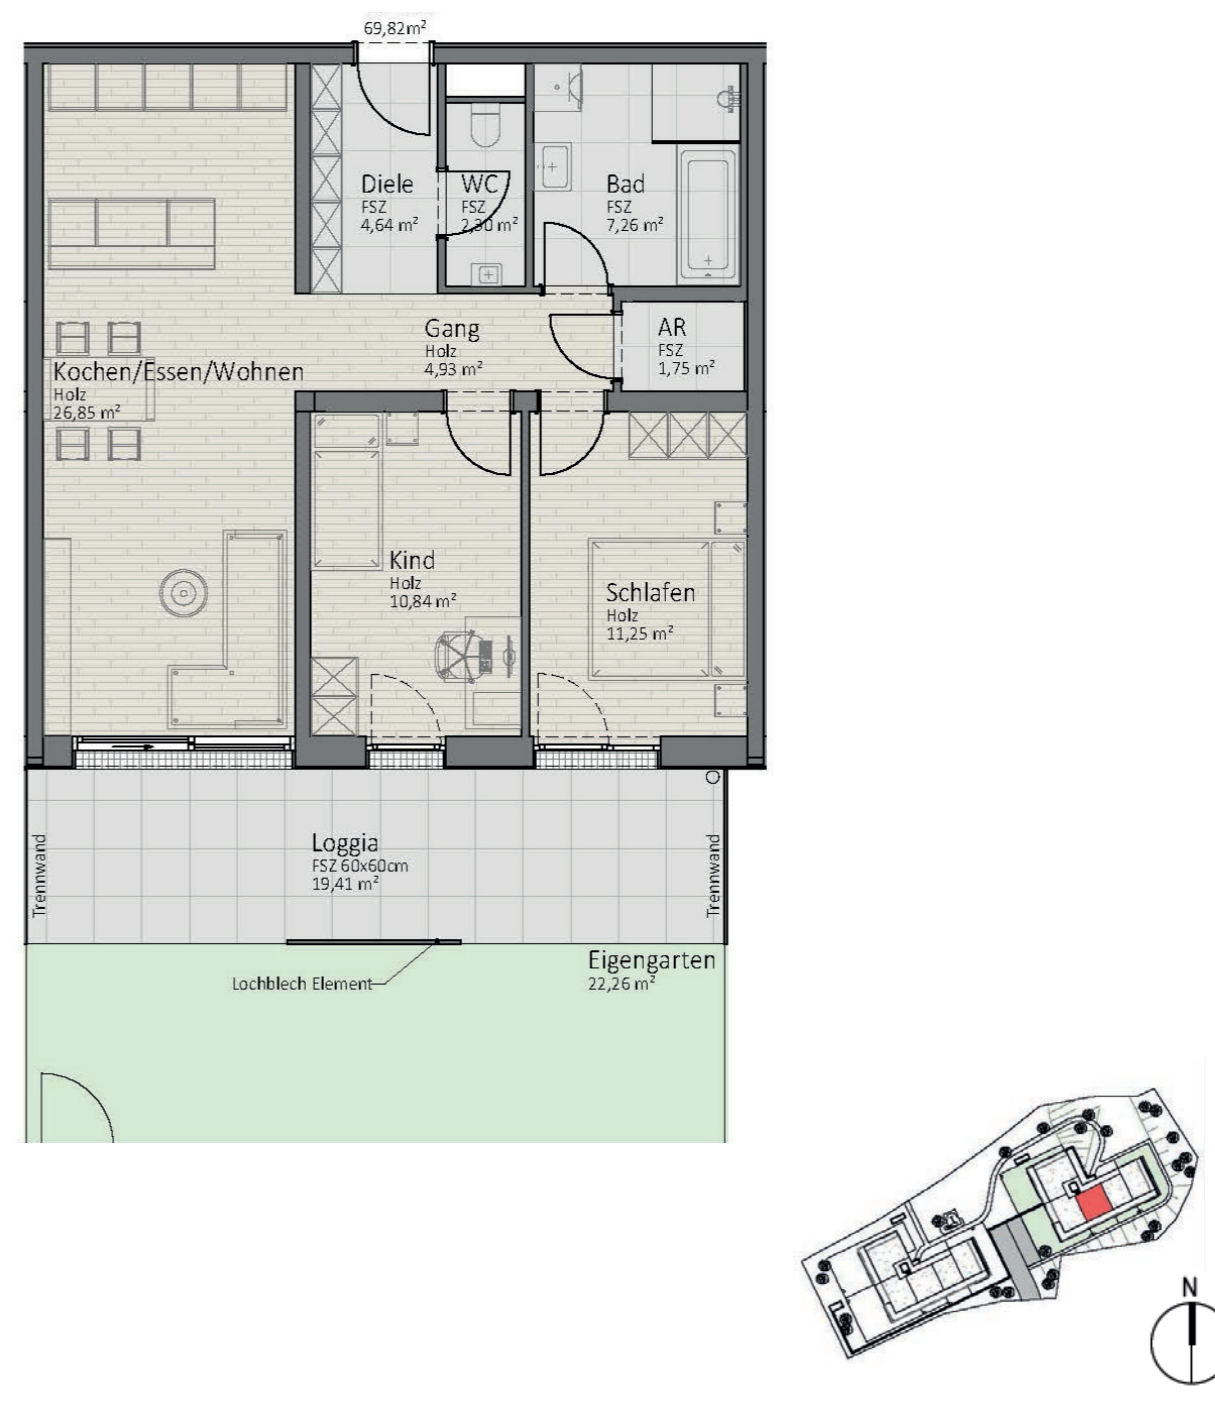 69,82m²
Diele
FSZ
4,64 m²
WC
FSZ
2,30 m²
Bad
FSZ
7,26 m²
Gang
Holz
4,93 m²
AR
FSZ
1,75 m²
Kochen/Essen/Wohnen
Holz
26,85 m²
Kind
Holz
10,84 m²
Schlafen
Holz
11,25 m²
Trennwand
Loggia
FSZ 60x60cm
19,41 m²
Trennwand
Lochblech Element
Eigengarten
22,26 m²
N